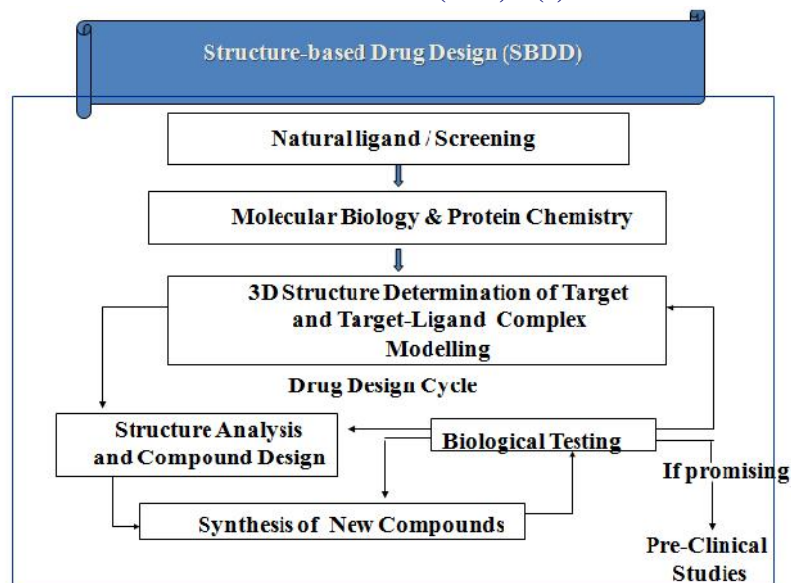 Structure-based Drug Design (SBDD)
Natural ligand / Screening
Molecular Biology & Protein Chemistry
3D Structure Determination of Target
and Target-Ligand Complex
Modelling
Drug Design Cycle
Structure Analysis
and Compound Design
Biological Testing
If promising
Synthesis of New Compounds
Pre-Clinical
Studies